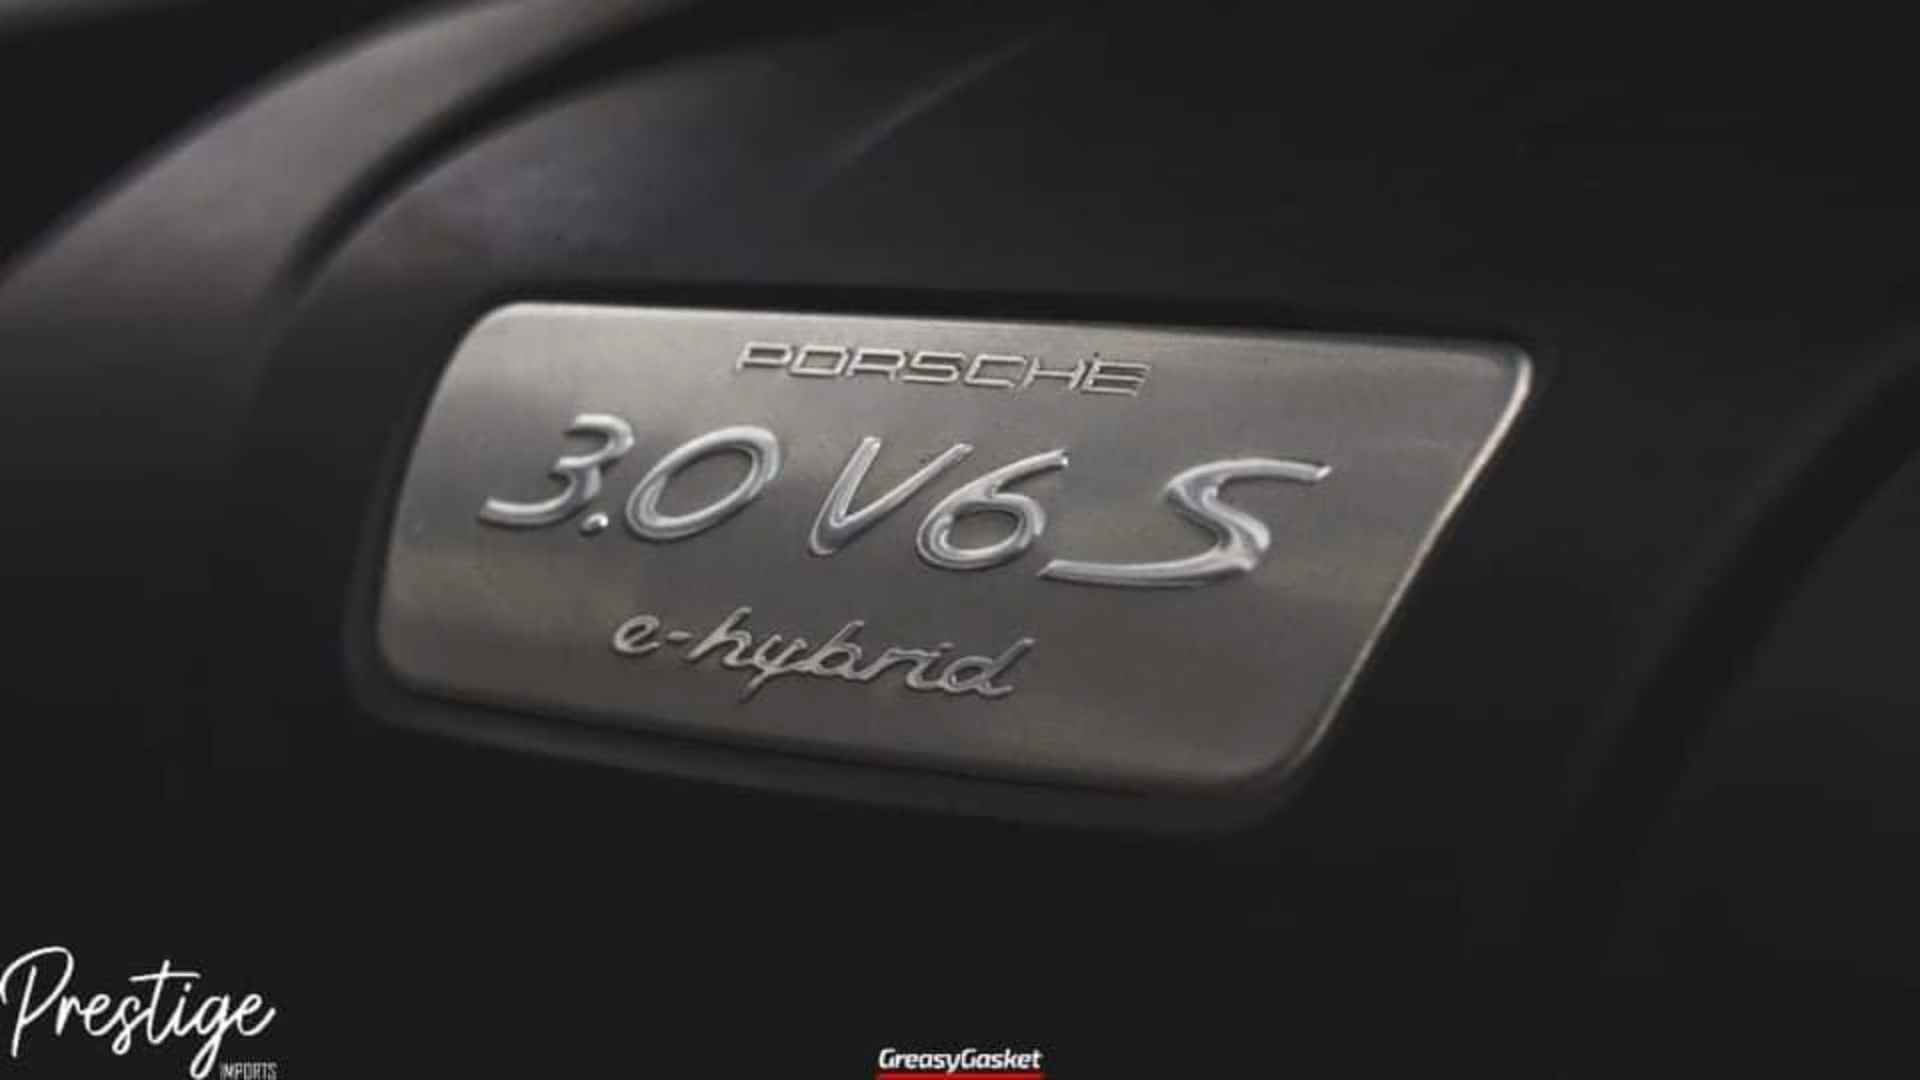 PORSCHE
3.0 V6 S
e-hybrid
Prestige
IMPORTS
GreasyGasket